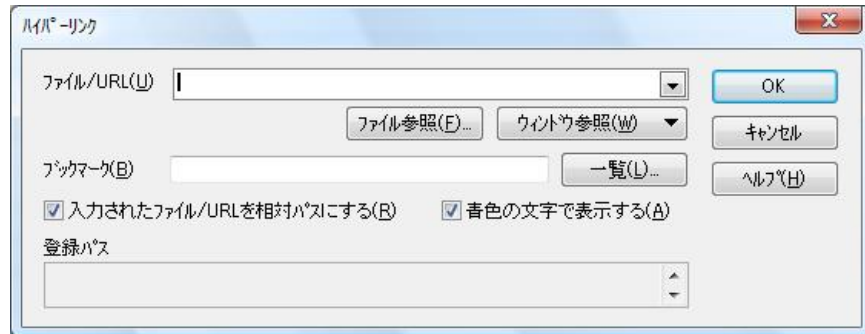 ハイパーリンク
ファイル/URL(U)
OK
ファイル参照(F)...
ウィンドウ参照(W)
キャンセル
ブックマーク(B)
一覧(L)...
ヘルプ(H)
入力されたファイル/URLを相対パスにする(R)
青色の文字で表示する(A)
登録パス